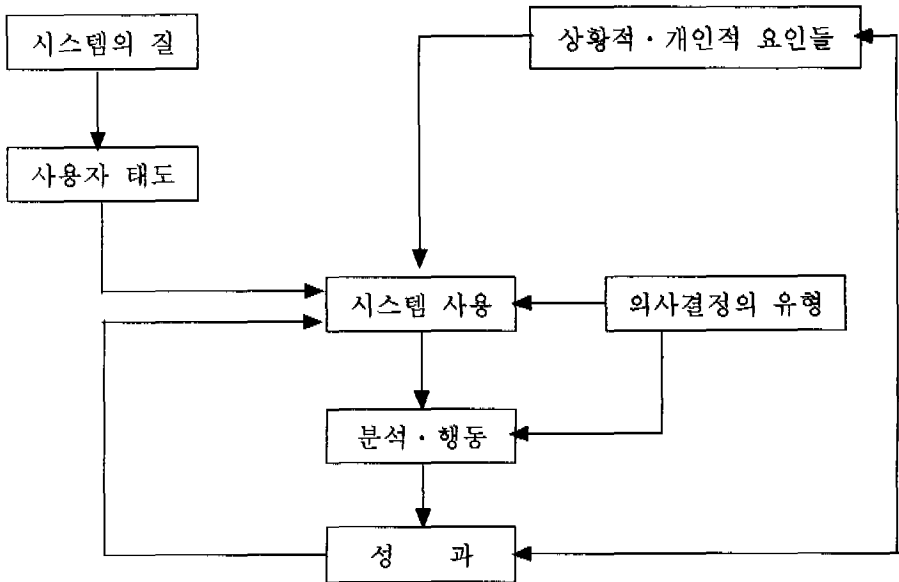 시스템의 질
상황적·개인적 요인들
사용자 태도
시스템 사용
의사결정의 유형
분석·행동
성 과